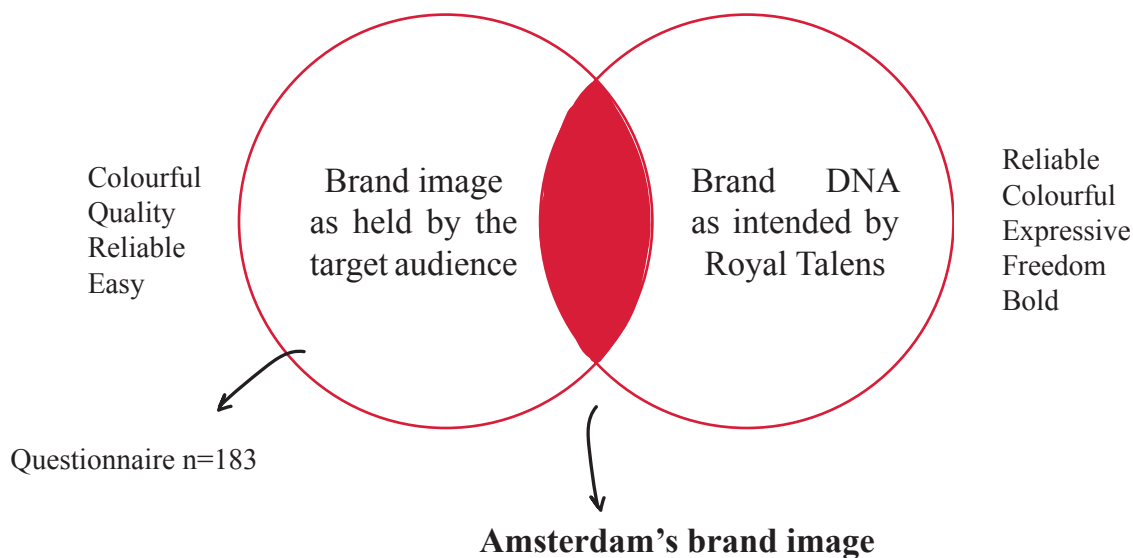 Colourful
Quality
Reliable
Easy
Brand image
as held by the
target audience
Brand DNA
as intended by
Royal Talens
Reliable
Colourful
Expressive
Freedom
Bold
Questionnaire n=183
Amsterdam's brand image